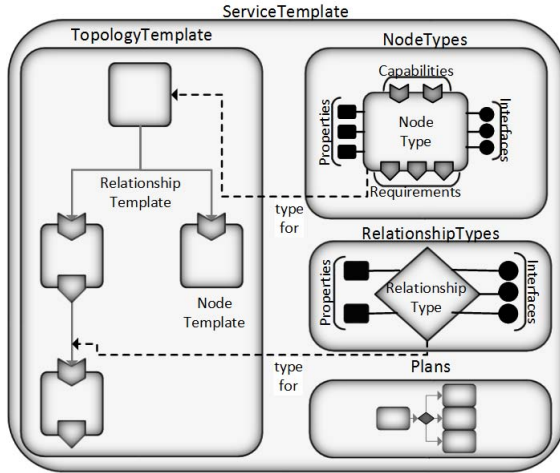 ServiceTemplate
TopologyTemplate
NodeTypes
Capabilities
Properties
Node
Type
Interfaces
Requirements
Relationship
Template
type
for
Node
Template
RelationshipTypes
Properties
Relationship
Type
Interfaces
type
for
Plans